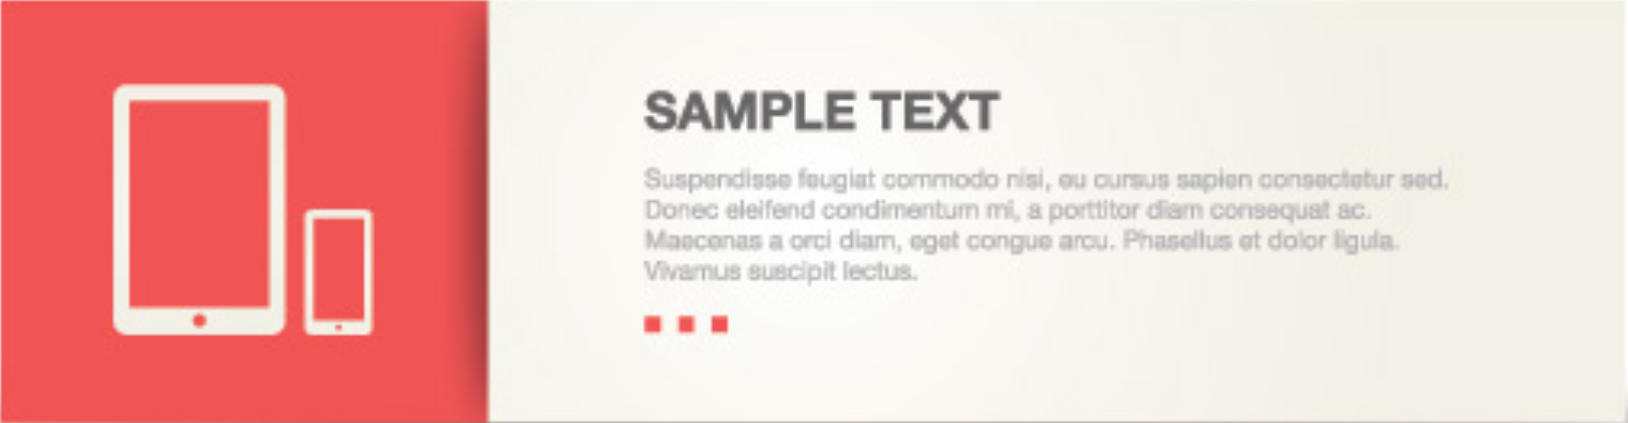 SAMPLE TEXT
Suspendisse feugiat commodo nisi, eu cursus sapien consectetur sed.
Donec eleifend condimentum mi, a porttitor diam consequat ac.
Maecenas a orci diam, eget congue arcu. Phasellus et dolor ligula.
Vivamus suscipit lectus.